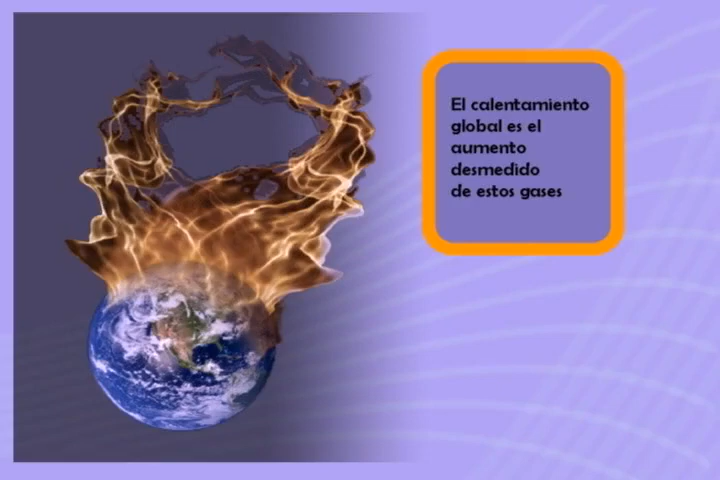 El calentamiento
global es el
aumento
desmedido
de estos gases